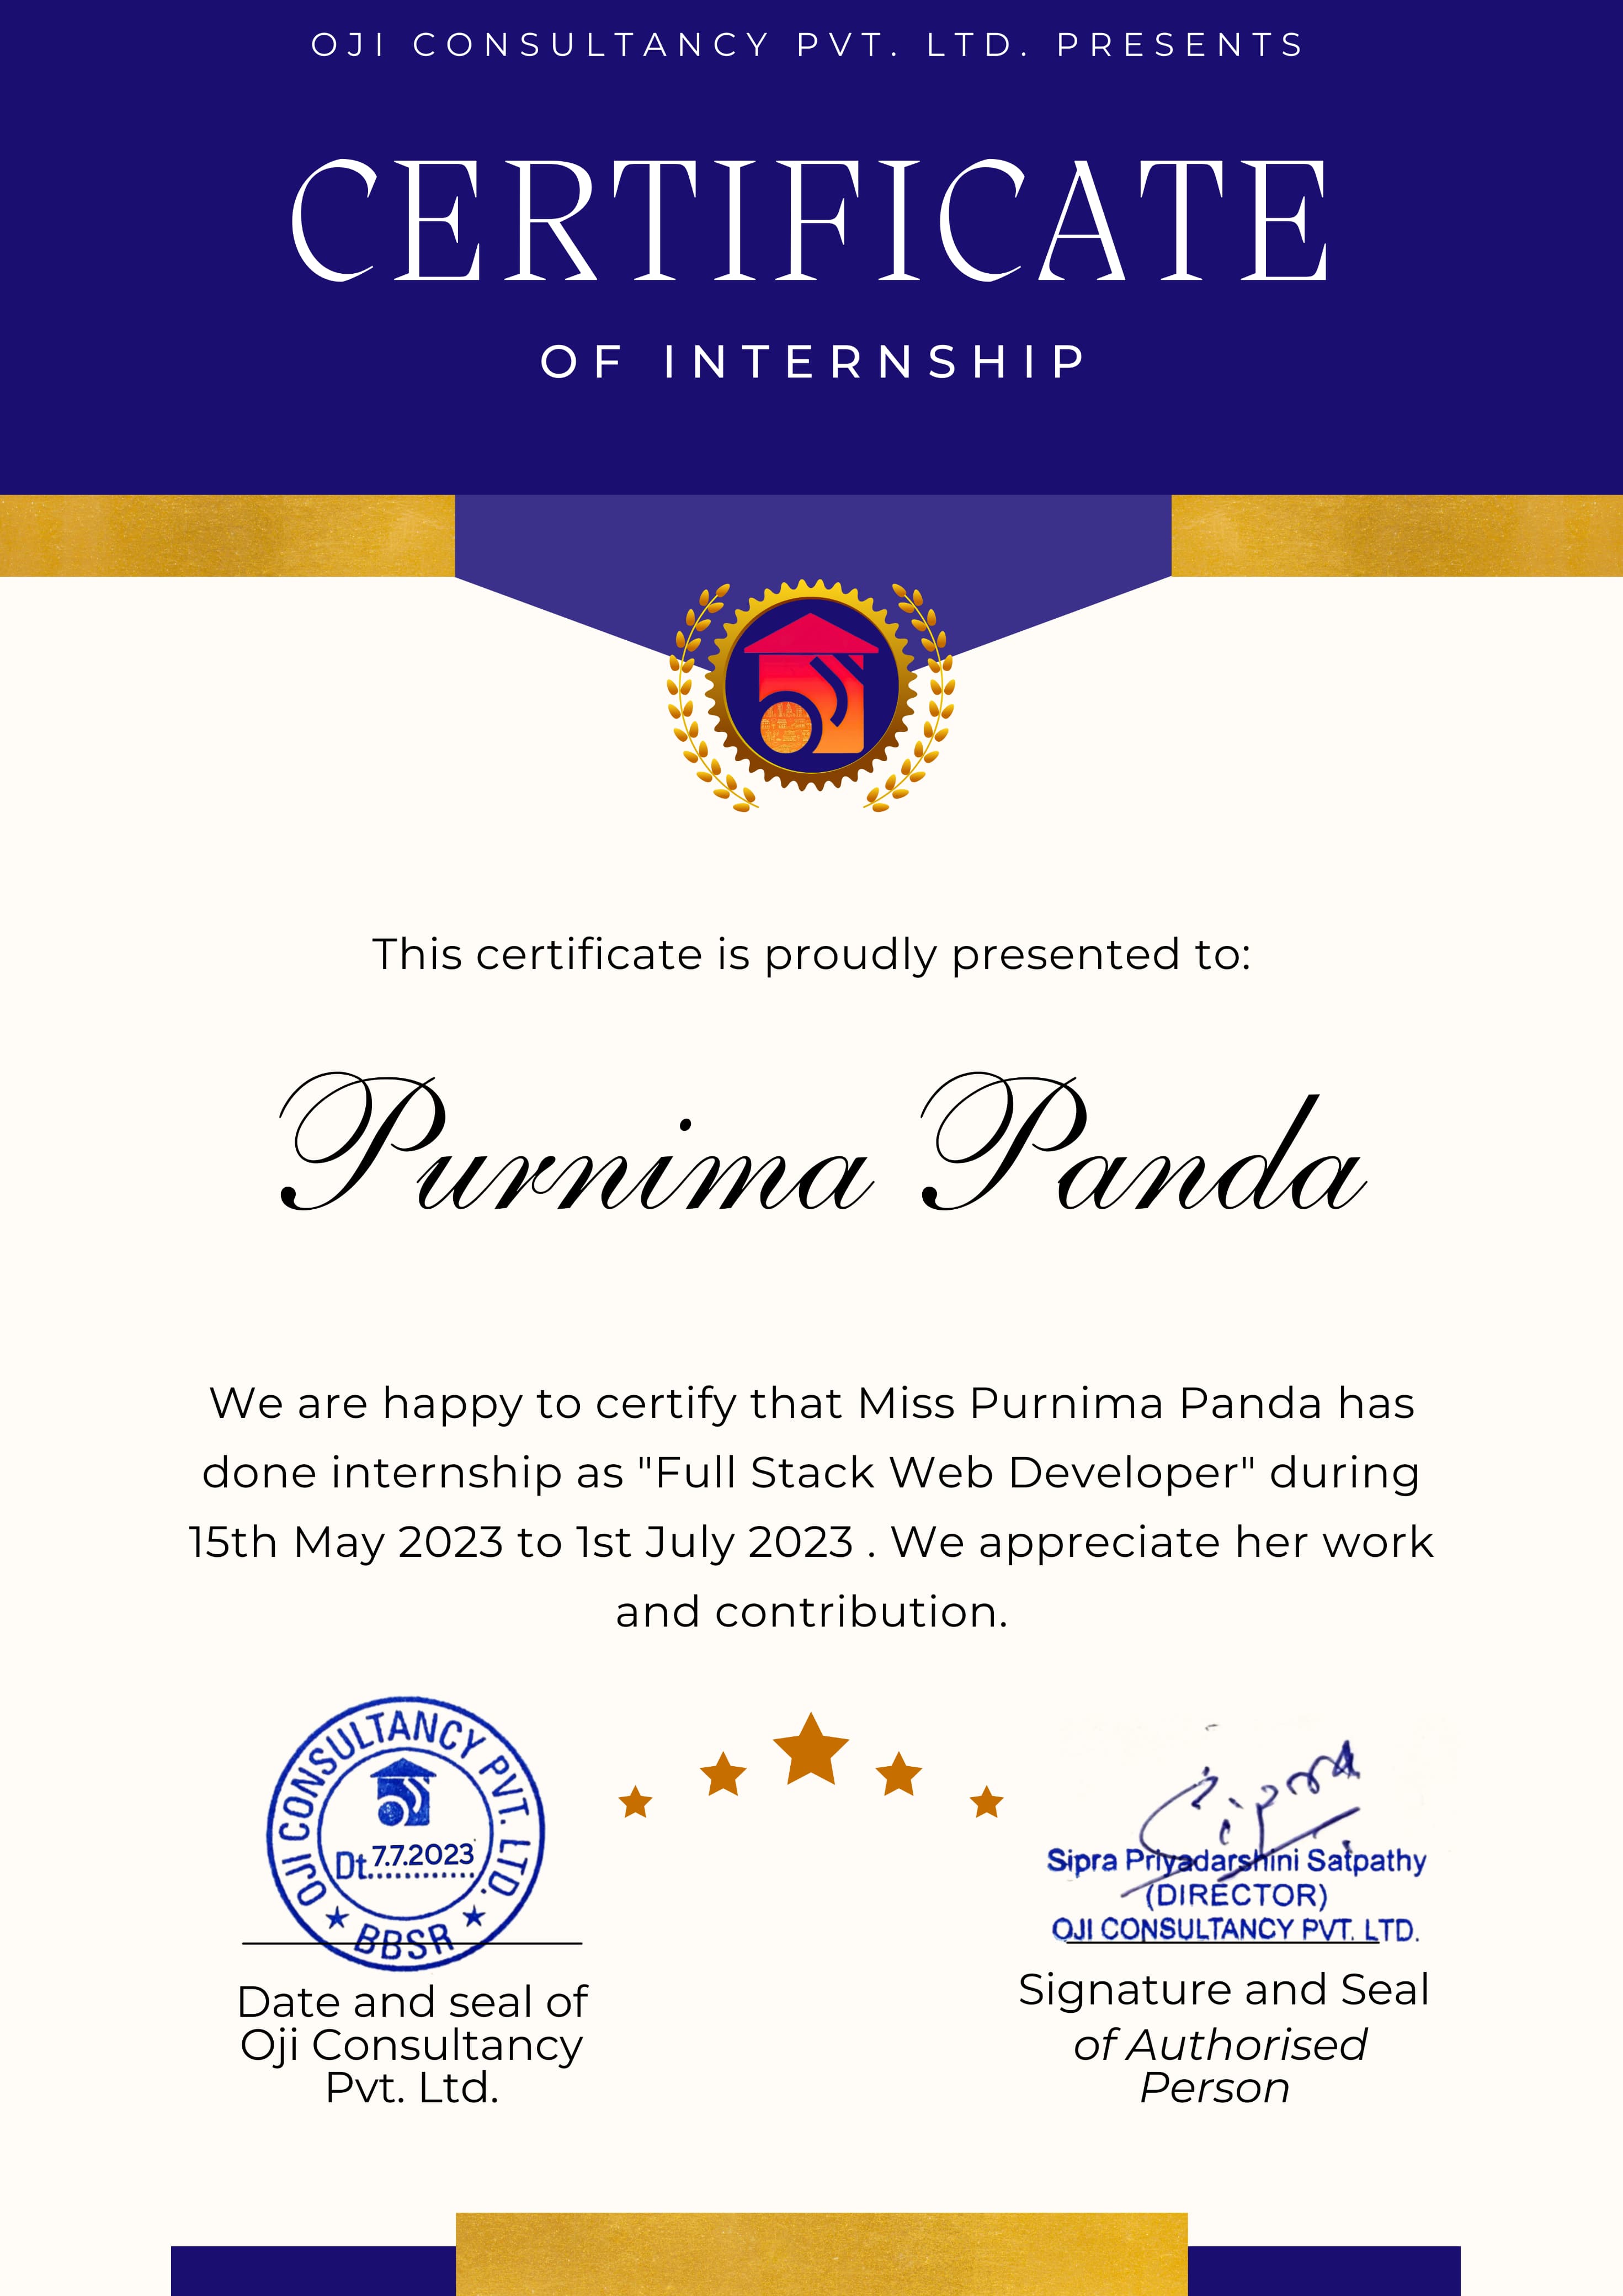 OJI CONSULTANCY PVT. LTD. PRESENTS
CERTIFICATE
OF INTERNSHIP
This certificate is proudly presented to:
Purnima Panda
We are happy to certify that Miss Purnima Panda has
done internship as "Full Stack Web Developer" during
15th May 2023 to 1st July 2023 . We appreciate her work
and contribution.
OJI CONSULTANCY PVT. LTD.
Dt.7.7.2023
★ BBSR ★
Date and seal of
Oji Consultancy
Pvt. Ltd.
Sipra
Sipra Priyadarshini Satpathy
(DIRECTOR)
OJI CONSULTANCY PVT. LTD.
Signature and Seal
of Authorised
Person